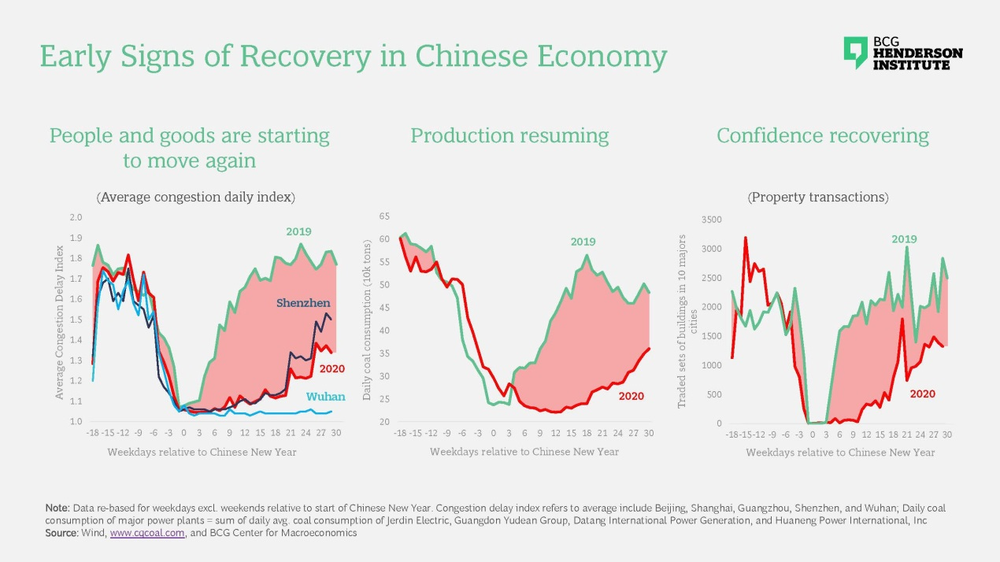 Early Signs of Recovery in Chinese Economy
BCG
HENDERSON
INSTITUTE
People and goods are starting
to move again
(Average congestion daily index)
Average Congestion Delay Index
2.0
1.9
1.8
1.7
1.6
1.5
1.4
1.3
1.2
1.1
1.0
2019
Shenzhen
2020
Wuhan
-18 -15 -12 -9 -6 -3 0 3 6 9 12 15 18 21 24 27 30
Weekdays relative to Chinese New Year
Production resuming
Daily coal consumption (10k tons)
65
60
55
50
45
40
35
30
25
20
2019
2020
-18 -15 -12 -9 -6 -3 0 3 6 9 12 15 18 21 24 27 30
Weekdays relative to Chinese New Year
Confidence recovering
(Property transactions)
Traded sets of buildings in 10 majors
cities
3500
3000
2500
2000
1500
1000
500
0
2019
2020
-18 -15 -12 -9 -6 -3 0 3 6 9 12 15 18 21 24 27 30
Weekdays relative to Chinese New Year
Note: Data re-based for weekdays excl. weekends relative to start of Chinese New Year. Congestion delay index refers to average include Beijing, Shanghai, Guangzhou, Shenzhen, and Wuhan; Daily coal
consumption of major power plants = sum of daily avg. coal consumption of Jerdin Electric, Guangdon Yudean Group, Datang International Power Generation, and Huaneng Power International, Inc
Source: Wind, www.cqcoal.com, and BCG Center for Macroeconomics